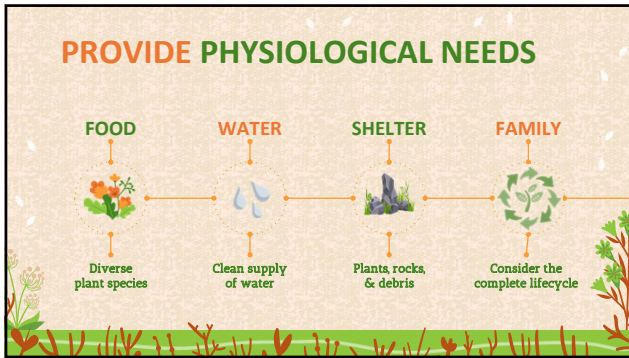 PROVIDE PHYSIOLOGICAL NEEDS
FOOD
Diverse
plant species
WATER
Clean supply
of water
SHELTER
Plants, rocks,
& debris
FAMILY
Consider the
complete lifecycle